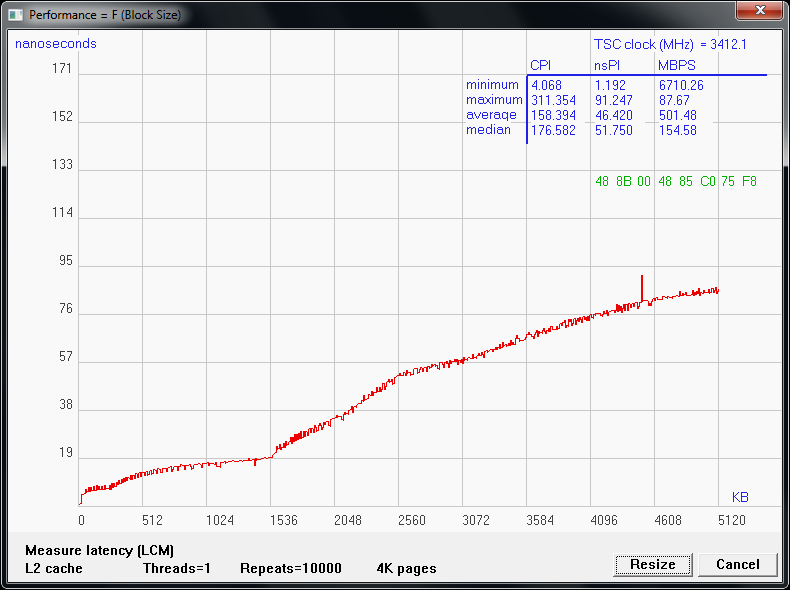 Performance = F (Block Size)
nanoseconds
TSC clock (MHz) = 3412.1
CPI nsPI MBPS
minimum 4.068 1.192 6710.26
maximum 311.354 91.247 87.67
average 158.394 46.420 501.48
median 176.582 51.750 154.58
48 8B 00 48 85 C0 75 F8
171
152
133
114
95
76
57
38
19
KB
0 512 1024 1536 2048 2560 3072 3584 4096 4608 5120
Measure latency (LCM)
L2 cache Threads=1 Repeats=10000 4K pages
Resize Cancel